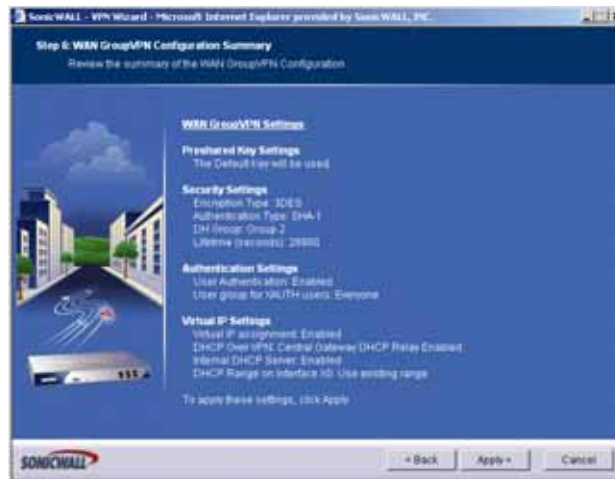 SonicWALL - VPN Wizard - Microsoft Internet Explorer provided by SonicWALL, INC.
Step 6: WAN GroupVPN Configuration Summary
Review the summary of the WAN GroupVPN Configuration
WAN GroupVPN Settings
Preshared Key Settings
The Default key will be used.
Security Settings
Encryption Type: 3DES
Authentication Type: SHA-1
DH Group: Group 2
Lifetime (seconds): 28800
Authentication Settings
User Authentication: Enabled
User group for XAUTH users: Everyone
Virtual IP Settings
Virtual IP assignment: Enabled
DHCP Over VPN: Central Gateway DHCP Relay Enabled
Internal DHCP Server: Enabled
DHCP Range on Interface X0: Use existing range
To apply these settings, click Apply
SONICWALL
< Back
Apply >
Cancel